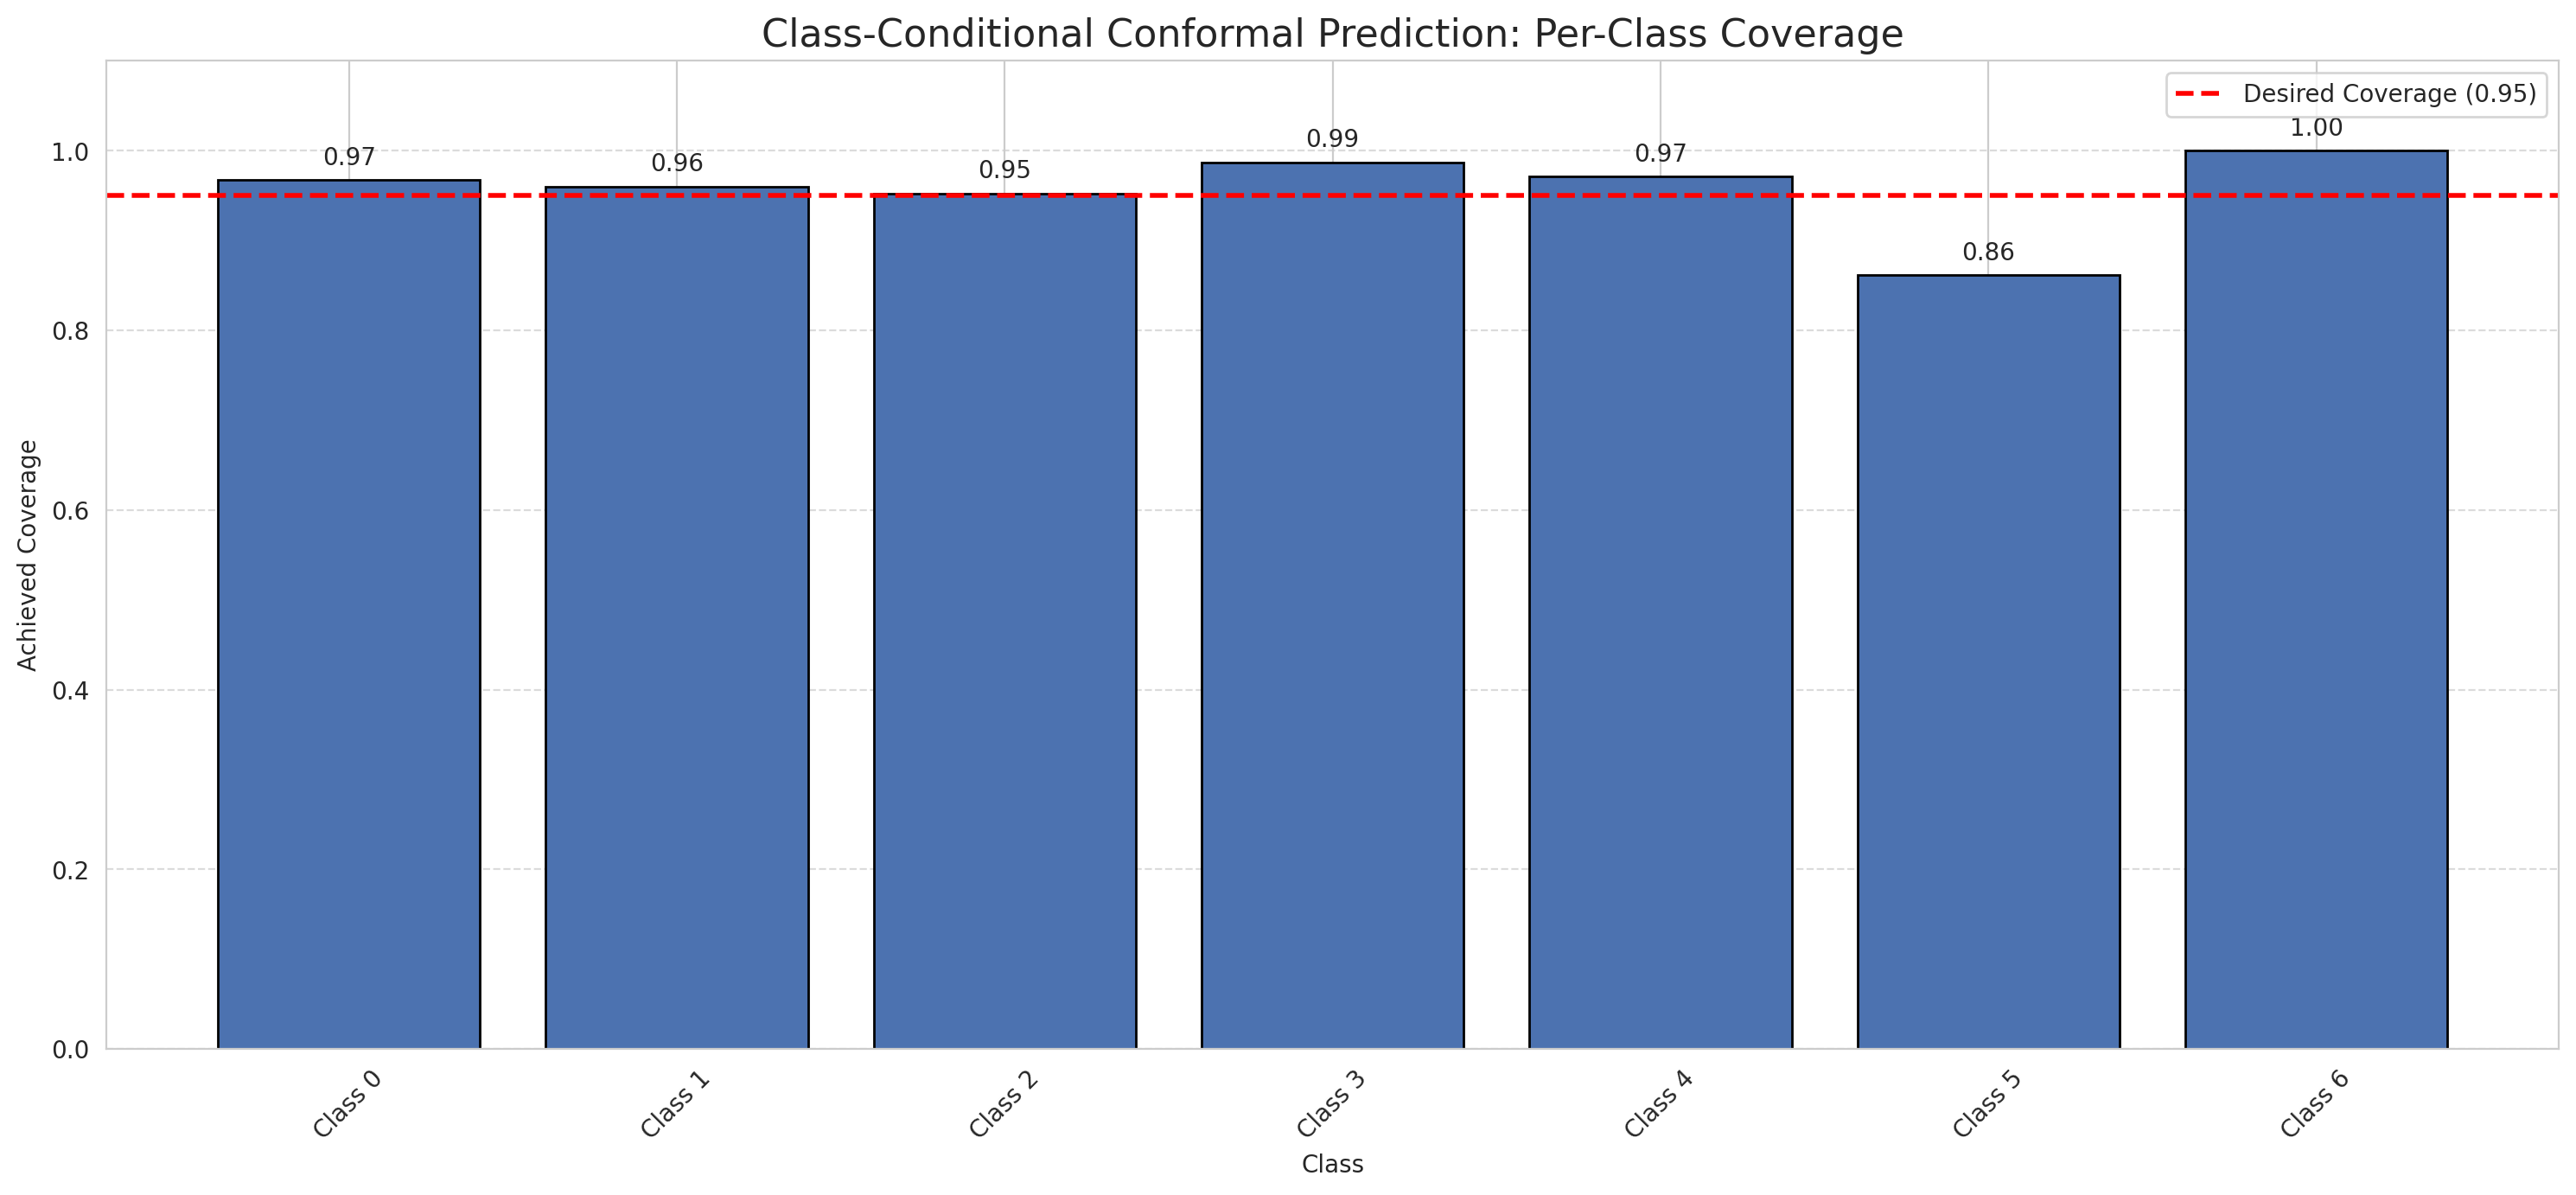 Class-Conditional Conformal Prediction: Per-Class Coverage
Desired Coverage (0.95)
Achieved Coverage
1.0
0.8
0.6
0.4
0.2
0.0
0.97
0.96
0.95
0.99
0.97
0.86
1.00
Class 0
Class 1
Class 2
Class 3
Class 4
Class 5
Class 6
Class